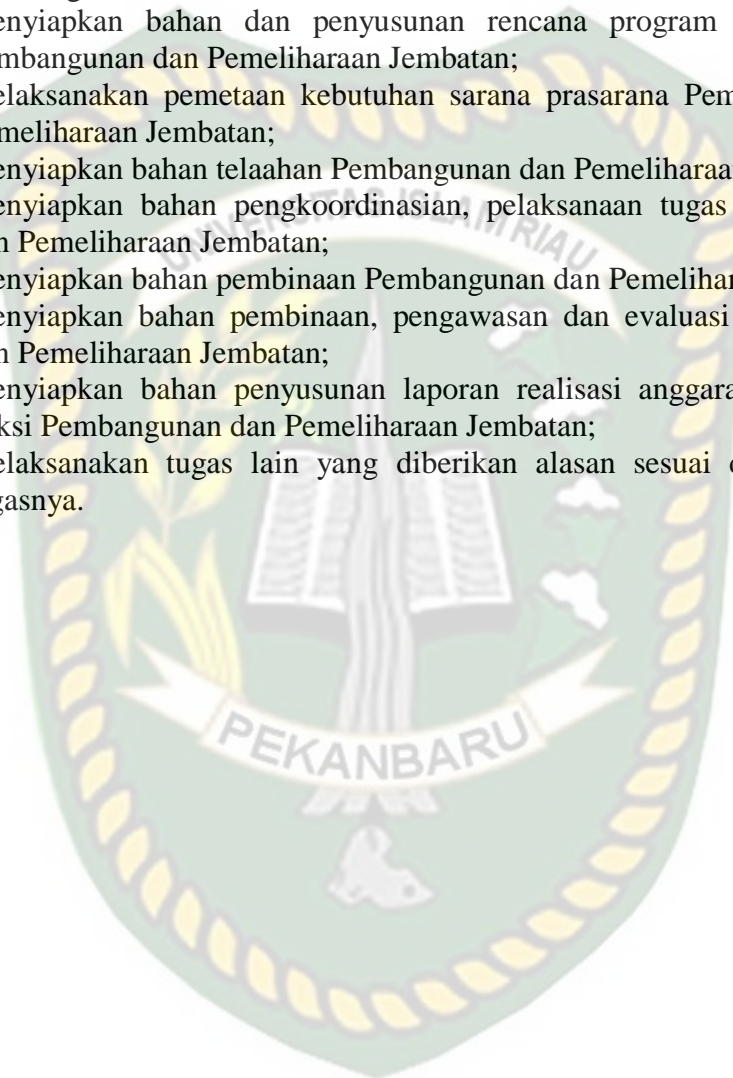 enyiapkan bahan dan penyusunan rencana program
mbangunan dan Pemeliharaan Jembatan;
elaksanakan pemetaan kebutuhan sarana prasarana Pem
meliharaan Jembatan;
enyiapkan bahan telaahan Pembangunan dan Pemeliharaa
enyiapkan bahan pengkoordinasian, pelaksanaan tugas
n Pemeliharaan Jembatan;
enyiapkan bahan pembinaan Pembangunan dan Pemelihar
enyiapkan bahan pembinaan, pengawasan dan evaluasi
n Pemeliharaan Jembatan;
enyiapkan bahan penyusunan laporan realisasi anggara
ksi Pembangunan dan Pemeliharaan Jembatan;
elaksanakan tugas lain yang diberikan alasan sesuai
gasnya.
UNIVERSITAS ISLAM RIAU
PEKANBARU